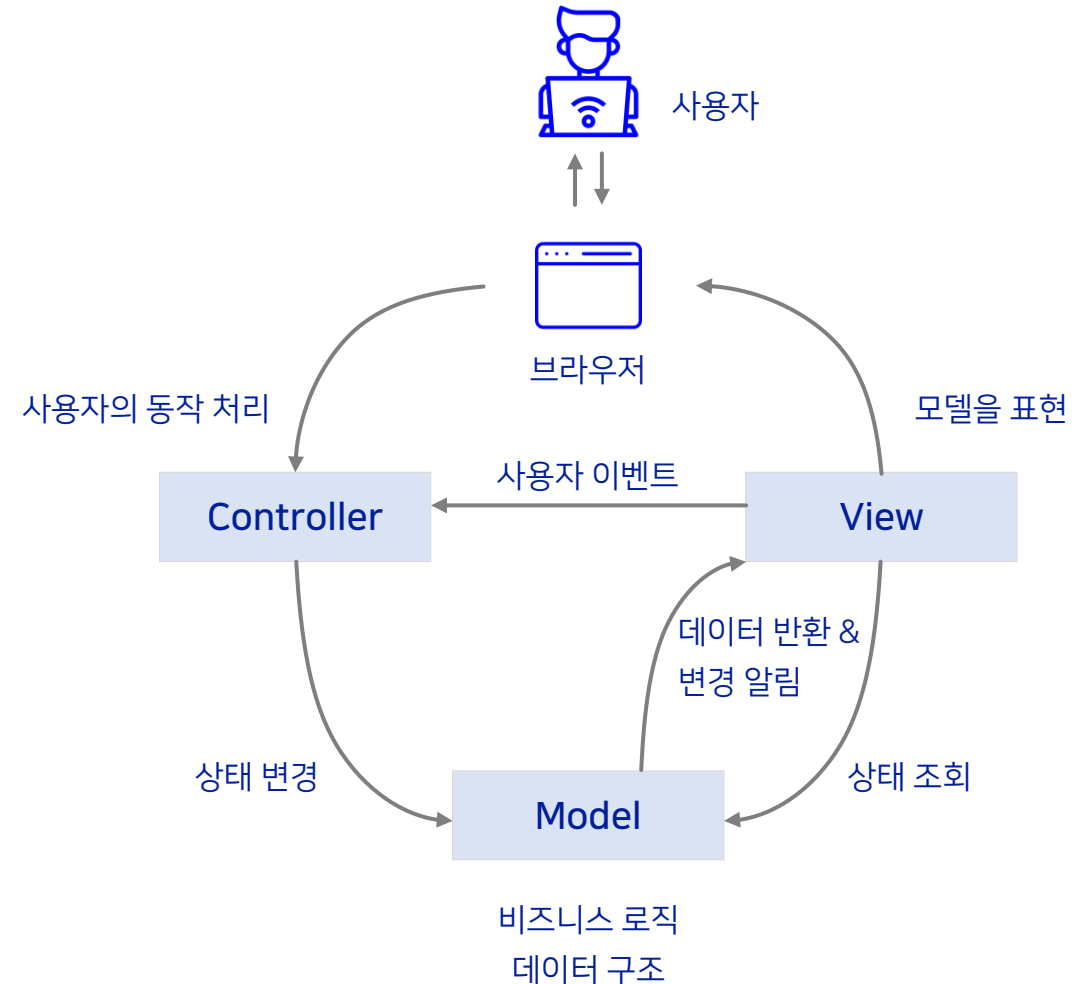 사용자
브라우저
사용자의 동작 처리
모델을 표현
사용자 이벤트
Controller
View
데이터 반환 &
변경 알림
상태 변경
상태 조회
Model
비즈니스 로직
데이터 구조